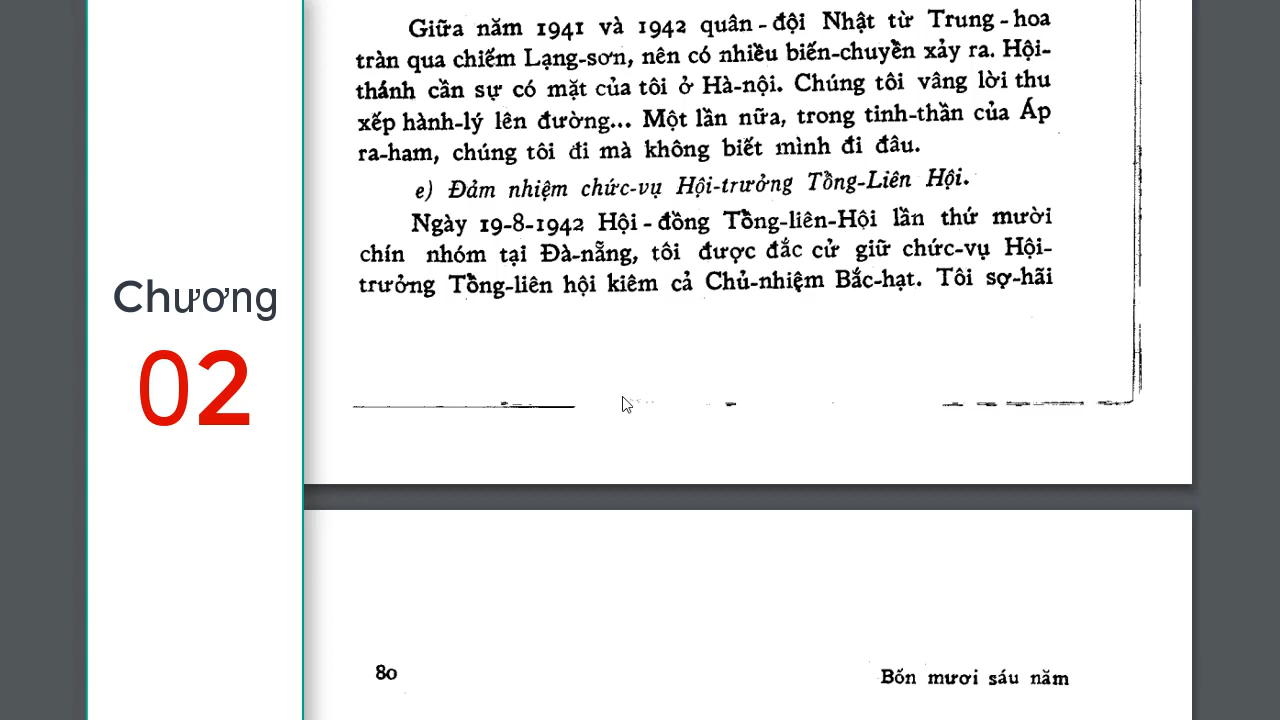 Giữa năm 1941 và 1942 quân-đội Nhật từ Trung-hoa
tràn qua chiếm Lạng-sơn, nên có nhiều biến-chuyền xảy ra. Hội-
thánh cần sự có mặt của tôi ở Hà-nội. Chúng tôi vâng lời thu
xếp hành-lý lên đường... Một lần nữa, trong tinh-thần của Áp
ra-ham, chúng tôi đi mà không biết mình đi đâu.
e) Đảm nhiệm chức-vụ Hội-trưởng Tồng-Liên Hội.
Ngày 19-8-1942 Hội-đồng Tồng-liên-Hội lần thứ mười
chín nhóm tại Đà-nẵng, tôi được đắc cử giữ chức-vụ Hội-
trưởng Tồng-liên hội kiêm cả Chủ-nhiệm Bắc-hạt. Tôi sợ-hãi
Chương
02
80
Bốn mươi sáu năm